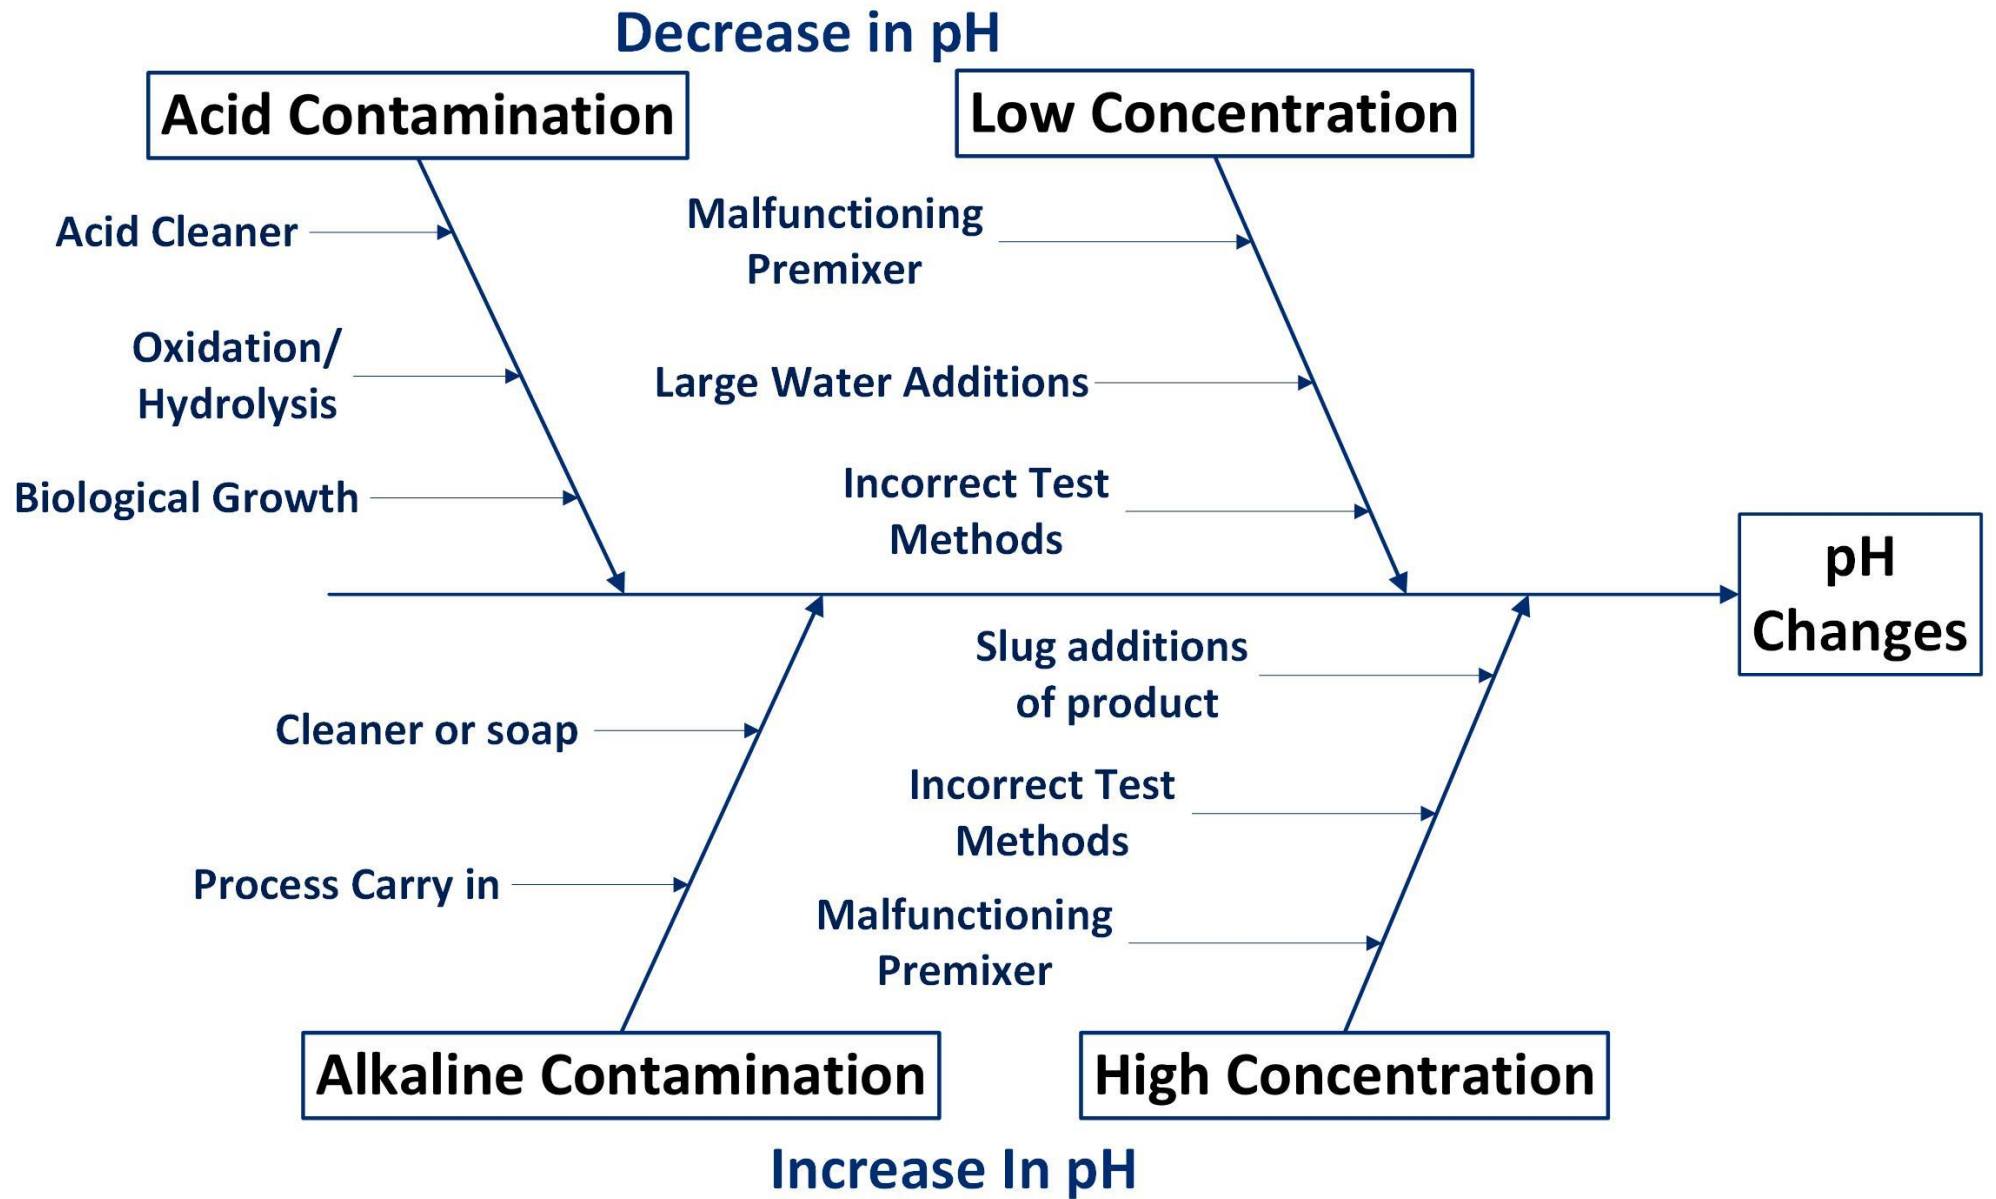 Decrease in pH
Acid Contamination
Low Concentration
Acid Cleaner
Malfunctioning
Premixer
Oxidation/
Hydrolysis
Large Water Additions
Biological Growth
Incorrect Test
Methods
pH
Changes
Slug additions
of product
Cleaner or soap
Incorrect Test
Methods
Process Carry in
Malfunctioning
Premixer
Alkaline Contamination
High Concentration
Increase In pH